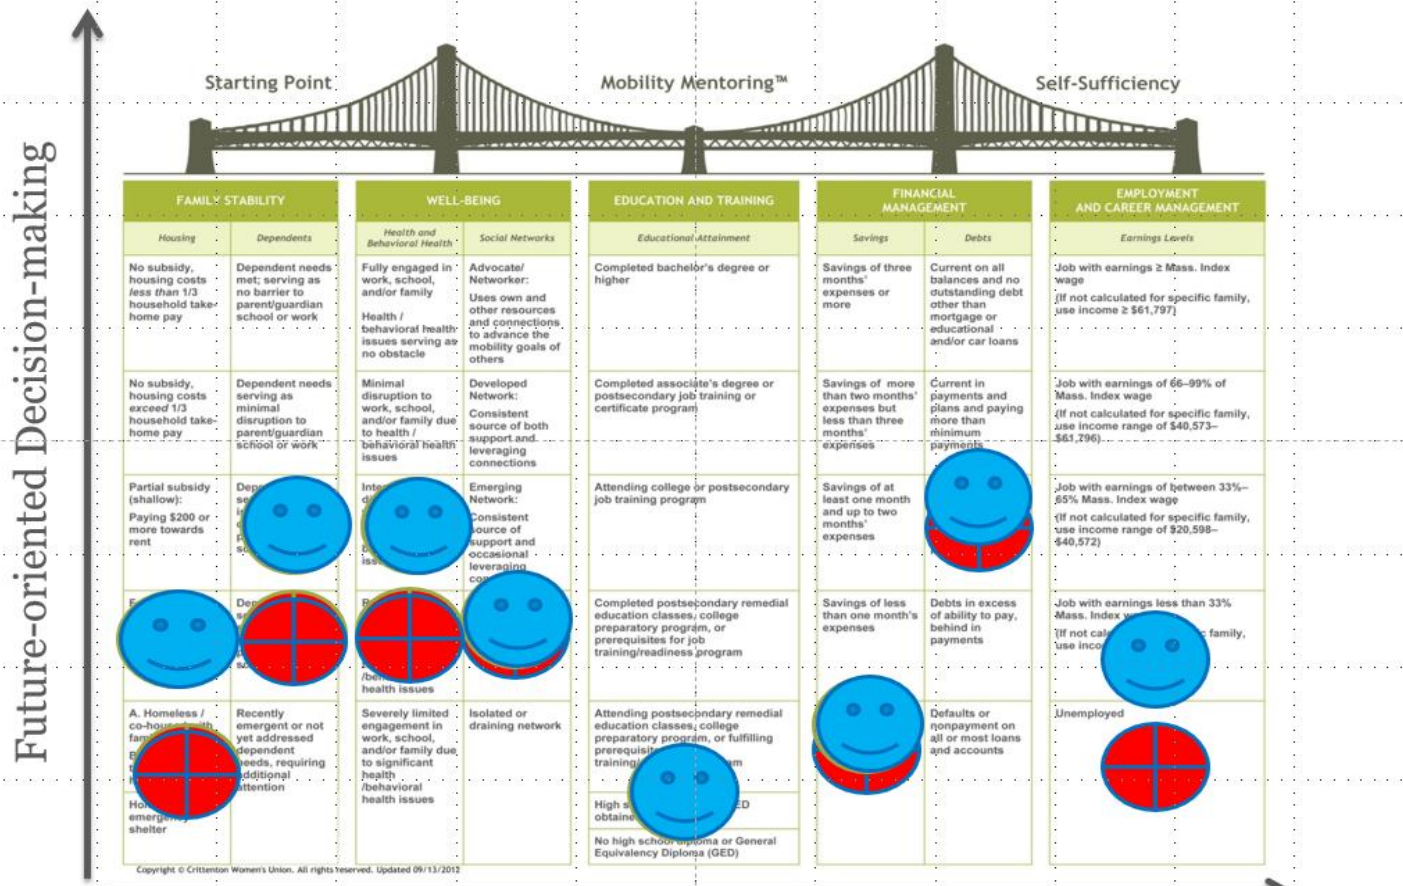 Future-oriented Decision-making
Starting Point
Mobility Mentoring™
Self-Sufficiency
FAMILY STABILITY
WELL-BEING
EDUCATION AND TRAINING
FINANCIAL
MANAGEMENT
EMPLOYMENT
AND CAREER MANAGEMENT
Housing
Dependents
Health and
Behavioral Health
Social Networks
Educational Attainment
Savings
Debts
Earnings Levels
No subsidy,
housing costs
less than 1/3
household take-
home pay
Dependent needs
met; serving as
no barrier to
parent/guardian
school or work
Fully engaged in
work, school,
and/or family
Health /
behavioral health
issues serving as
no obstacle
Advocate/
Networker:
Uses own and
other resources
and connections
to advance the
mobility goals of
others
Completed bachelor's degree or
higher
Savings of three
months'
expenses or
more
Current on all
balances and no
outstanding debt
other than
mortgage or
educational
and/or car loans
Job with earnings ≥ Mass. Index
wage
(If not calculated for specific family,
use income ≥ $61,797)
No subsidy,
housing costs
exceed 1/3
household take-
home pay
Dependent needs
serving as
minimal
disruption to
parent/guardian
school or work
Minimal
disruption to
work, school,
and/or family due
to health /
behavioral health
issues
Developed
Network:
Consistent
source of both
support and
leveraging
connections
Completed associate's degree or
postsecondary job training or
certificate program
Savings of more
than two months'
expenses but
less than three
months'
expenses
Current in
payments and
plans and paying
more than
minimum
payments
Job with earnings of 66–99% of
Mass. Index wage
(If not calculated for specific family,
use income range of $40,573–
$61,796)
Partial subsidy
(shallow):
Paying $200 or
more towards
rent
Emerging
Network:
Consistent
source of
support and
occasional
leveraging
Attending college or postsecondary
job training program
Savings of at
least one month
and up to two
months'
expenses
Job with earnings of between 33%–
65% Mass. Index wage
(If not calculated for specific family,
use income range of $20,598–
$40,572)
health issues
Completed postsecondary remedial
education classes, college
preparatory program, or
prerequisites for job
training/readiness program
Savings of less
than one month's
expenses
Debts in excess
of ability to pay,
behind in
payments
Job with earnings less than 33%
Mass. Index
(If not family,
use
A. Homeless /
emergency
shelter
Recently
emergent or not
yet addressed
dependent
needs, requiring
additional
attention
Severely limited
engagement in
work, school,
and/or family due
to significant
health
/behavioral
health issues
Isolated or
draining network
Attending postsecondary remedial
education classes, college
preparatory program, or fulfilling
High
No high school diploma or General
Equivalency Diploma (GED)
Defaults or
nonpayment on
all or most loans
and accounts
Unemployed
Copyright © Crittenton Women's Union. All rights reserved. Updated 09/13/2012